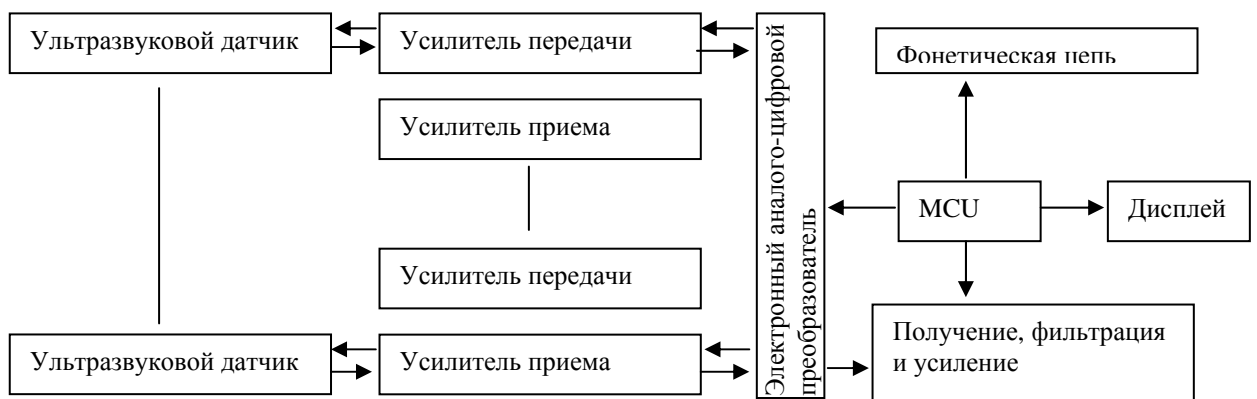 Ультразвуковой датчик
Усилитель передачи
Фонетическая цепь
Усилитель приема
Электронный аналого-цифровой
преобразователь
MCU
Дисплей
Усилитель передачи
Получение, фильтрация
и усиление
Ультразвуковой датчик
Усилитель приема